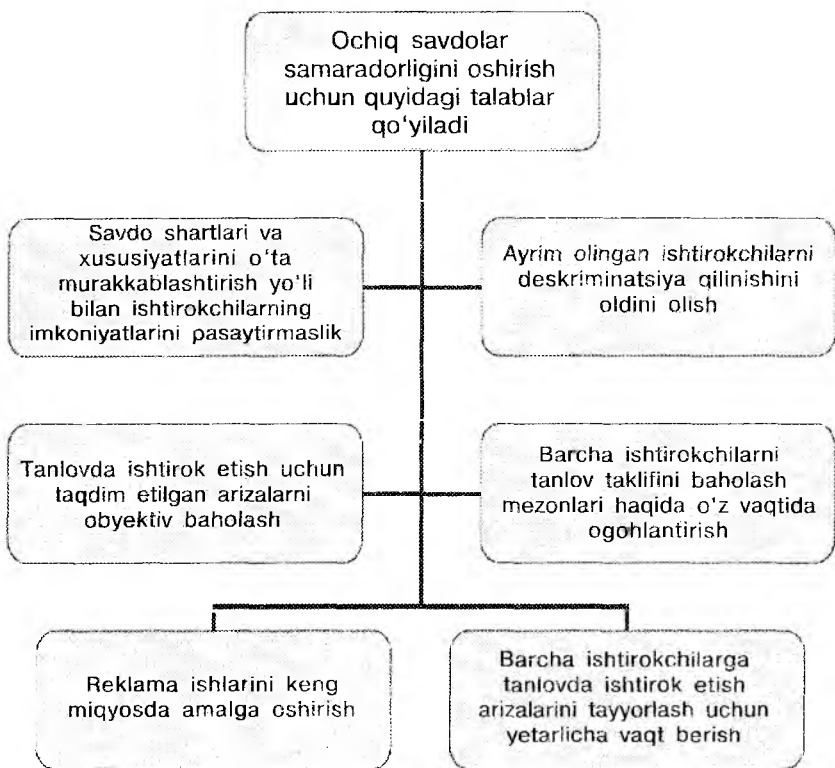 Ochiq savdolar
samaradorligini oshirish
uchun quyidagi talablar
qo‘yiladi
Savdo shartlari va
xususiyatlarini o‘ta
murakkablashtirish yo‘li
bilan ishtirokchilarning
imkoniyatlarini pasaytirmaslik
Ayrim olingan ishtirokchilarni
deskriminatsiya qilinishini
oldini olish
Tanlovda ishtirok etish uchun
taqdim etilgan arizalarni
obyektiv baholash
Barcha ishtirokchilarni
tanlov taklifini baholash
mezonlari haqida o‘z vaqtida
ogohlantirish
Reklama ishlarini keng
miqyosda amalga oshirish
Barcha ishtirokchilarga
tanlovda ishtirok etish
arizalarini tayyorlash uchun
yetarlicha vaqt berish